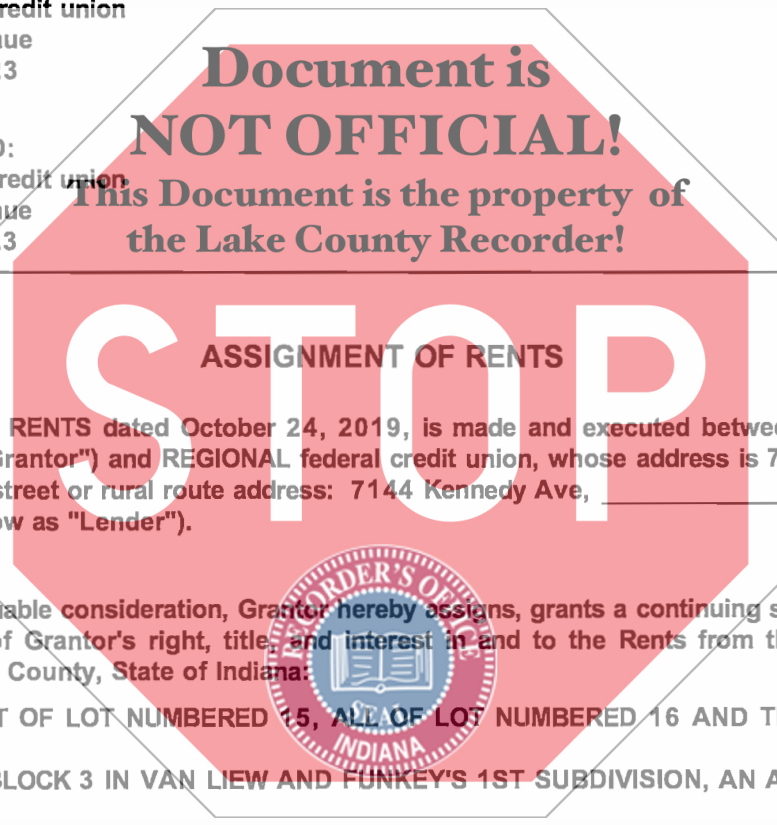 redit union
ue
3
Document is
NOT OFFICIAL!
:
redit union
This Document is the property of
ue
3
the Lake County Recorder!
STOP
ASSIGNMENT OF RENTS
RENTS dated October 24, 2019, is made and executed betwe
Grantor") and REGIONAL federal credit union, whose address is 7
street or rural route address: 7144 Kennedy Ave,
ow as "Lender").
RECORDER'S OFFICE
SEAL
INDIANA
able consideration, Grantor hereby assigns, grants a continuing s
of Grantor's right, title, and interest in and to the Rents from th
County, State of Indiana:
T OF LOT NUMBERED 15, ALL OF LOT NUMBERED 16 AND T
BLOCK 3 IN VAN LIEW AND FUNKEY'S 1ST SUBDIVISION, AN A